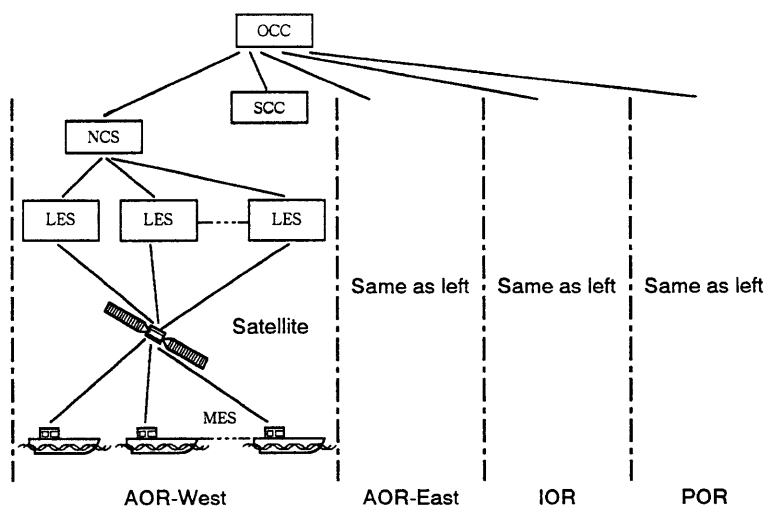 OCC
SCC
NCS
LES LES LES
Same as left Same as left Same as left
Satellite
MES
AOR-West AOR-East IOR POR